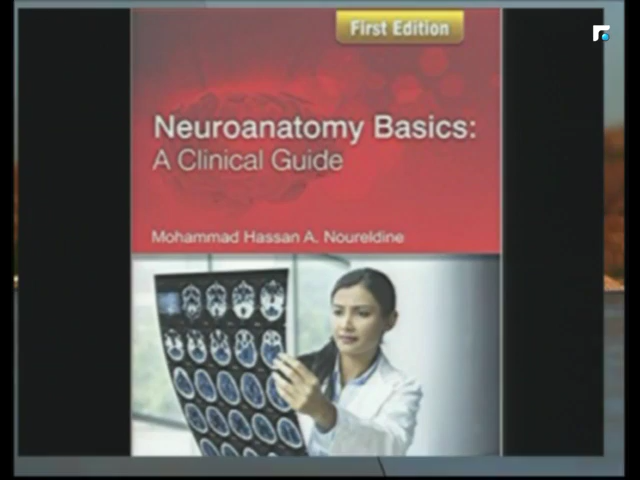 First Edition
Neuroanatomy Basics:
A Clinical Guide
Mohammad Hassan A. Noureldine